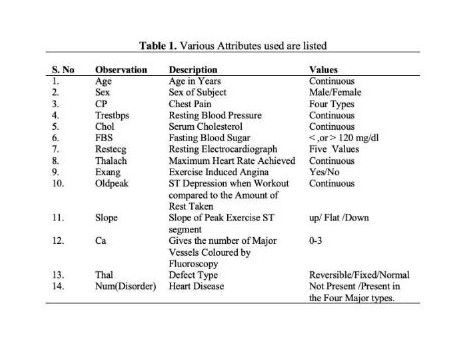 Table 1. Various Attributes used are listed
S. No Observation Description Values
1. Age Age in Years Continuous
2. Sex Sex of Subject Male/Female
3. CP Chest Pain Four Types
4. Trestbps Resting Blood Pressure Continuous
5. Chol Serum Cholesterol Continuous
6. FBS Fasting Blood Sugar < ,or > 120 mg/dl
7. Restecg Resting Electrocardiograph Five Values
8. Thalach Maximum Heart Rate Achieved Continuous
9. Exang Exercise Induced Angina Yes/No
10. Oldpeak ST Depression when Workout Continuous
compared to the Amount of
Rest Taken
11. Slope Slope of Peak Exercise ST up/ Flat /Down
segment
12. Ca Gives the number of Major 0-3
Vessels Coloured by
Fluoroscopy
13. Thal Defect Type Reversible/Fixed/Normal
14. Num(Disorder) Heart Disease Not Present /Present in
the Four Major types.